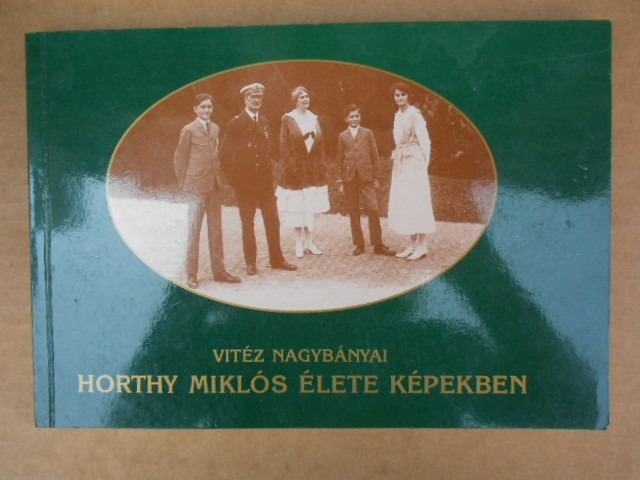 VITÉZ NAGYBÁNYAI
HORTHY MIKLÓS ÉLETE KÉPEKBEN